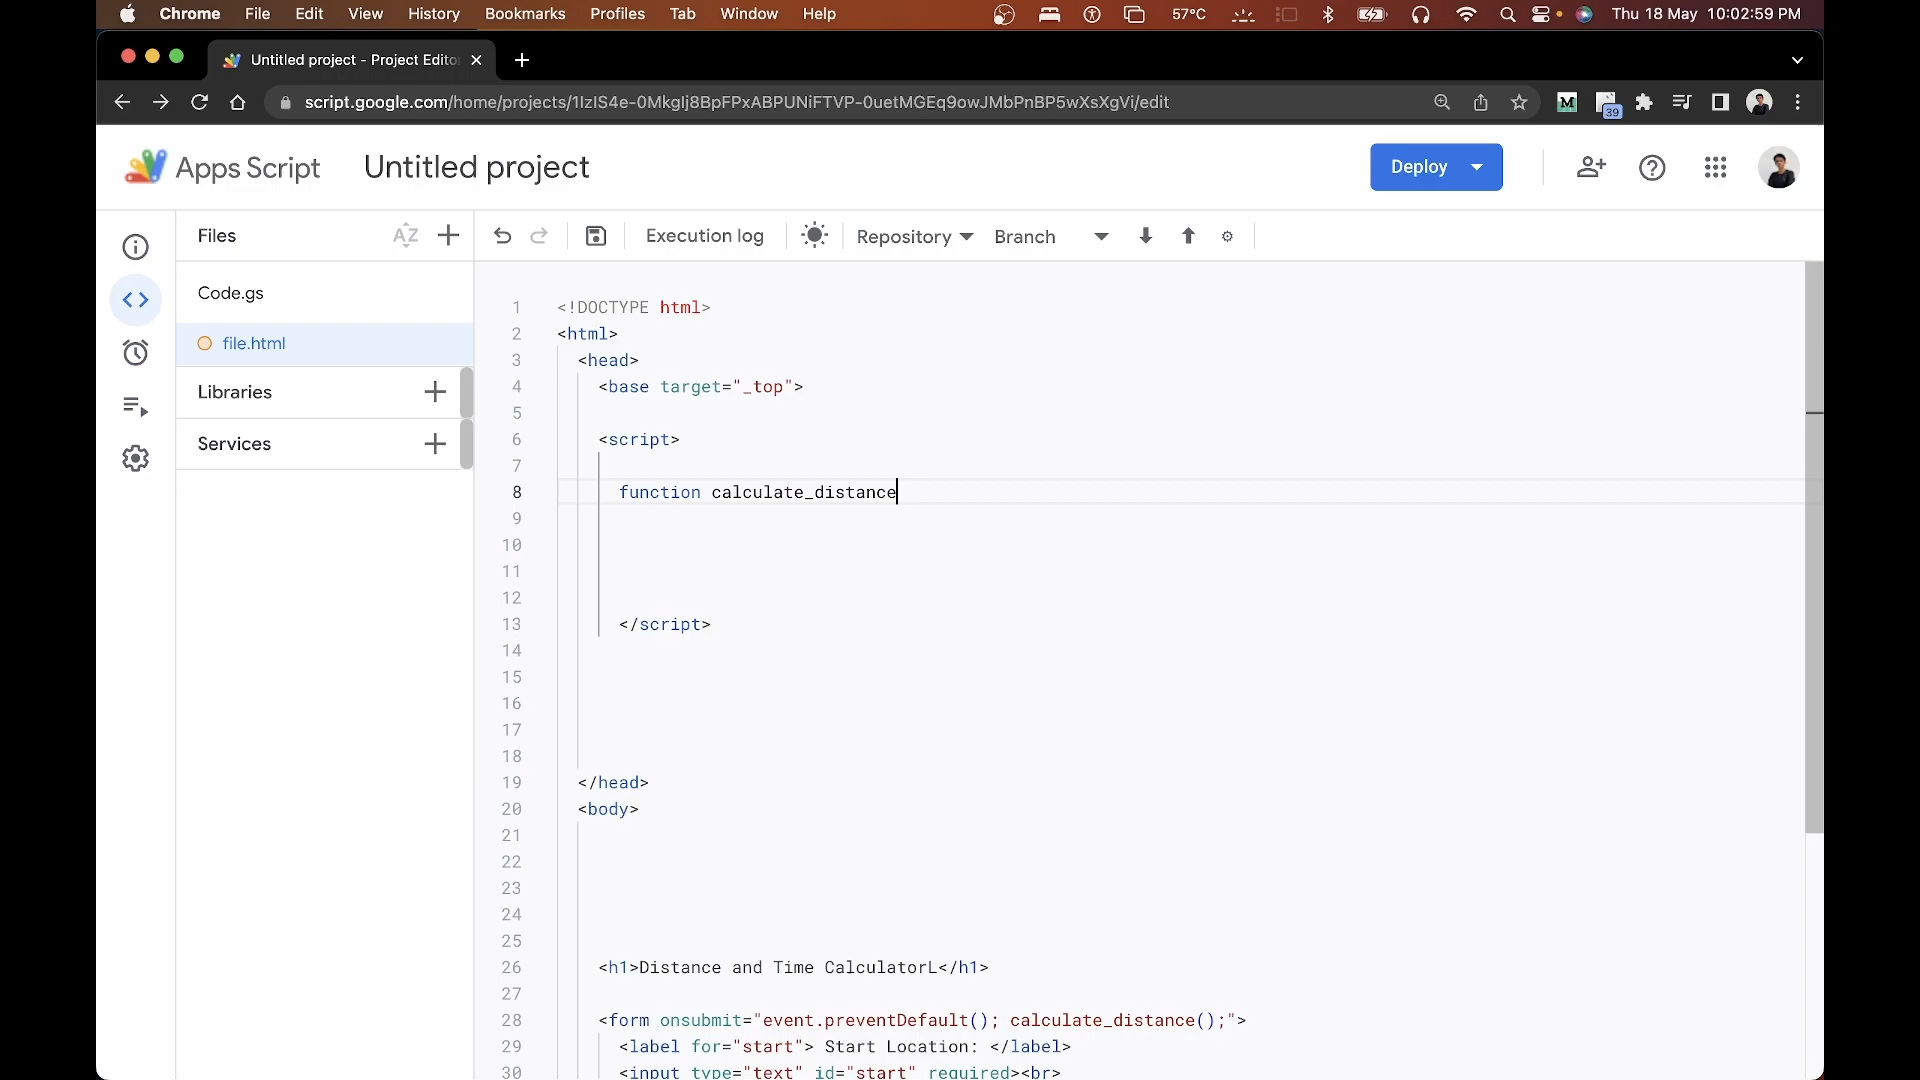 Chrome File Edit View History Bookmarks Profiles Tab Window Help 57°C Thu 18 May 10:02:59 PM
Untitled project - Project Edito
script.google.com/home/projects/1IzIS4e-0MkgIj8BpFPxABPUNiFTVP-0uetMGEq9owJMbPnBP5wXsXgVi/edit M 39
Apps Script Untitled project Deploy
Files AZ Execution log Repository Branch
Code.gs
file.html
Libraries
Services
1 <!DOCTYPE html>
2 <html>
3 <head>
4 <base target="_top">
5
6 <script>
7
8 function calculate_distance
9
10
11
12
13 </script>
14
15
16
17
18
19 </head>
20 <body>
21
22
23
24
25
26 <h1>Distance and Time CalculatorL</h1>
27
28 <form onsubmit="event.preventDefault(); calculate_distance();">
29 <label for="start"> Start Location: </label>
30 <input type="text" id="start" required><br>